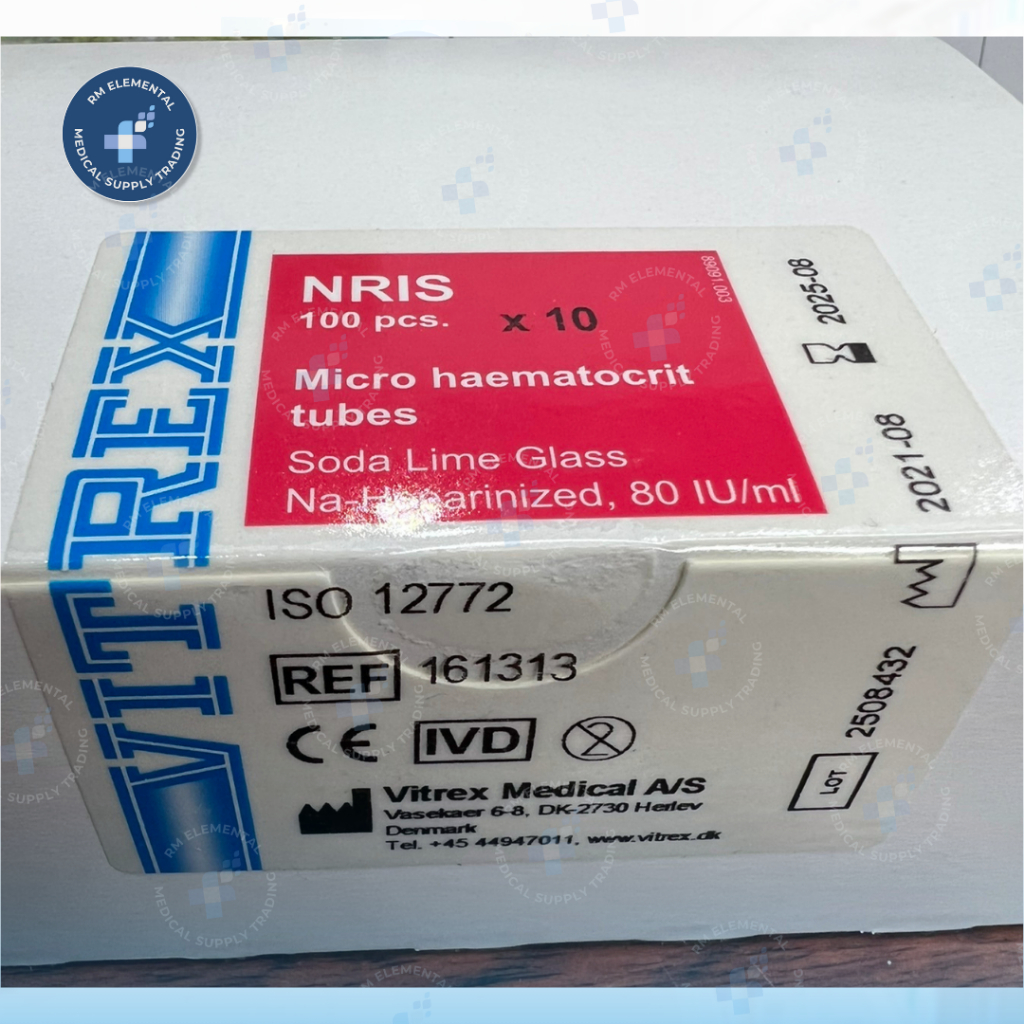 RM ELEMENTAL
MEDICAL SUPPLY TRADING
VITREX
NRIS
100 pcs. x 10
Micro haematocrit
tubes
Soda Lime Glass
Na-Heparinized, 80 IU/ml
2025-08
2021-08
ISO 12772
REF 161313
CE IVD 2
Vitrex Medical A/S
Vasekaer 6-8, DK-2730 Herlev
Denmark
Tel. +45 44947011, www.vitrex.dk
LOT 2508432